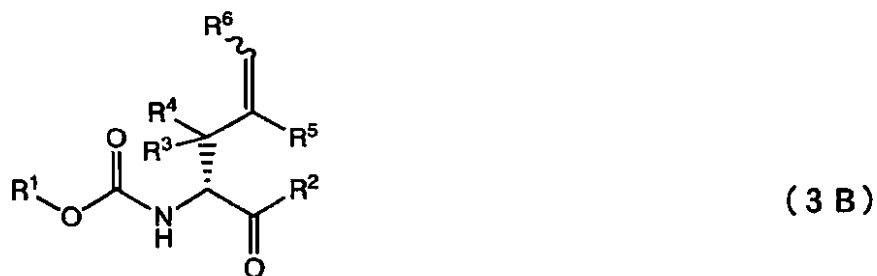 R⁶
R⁴
R⁵
O
R³
R¹
R²
O
N
H
O
(3B)